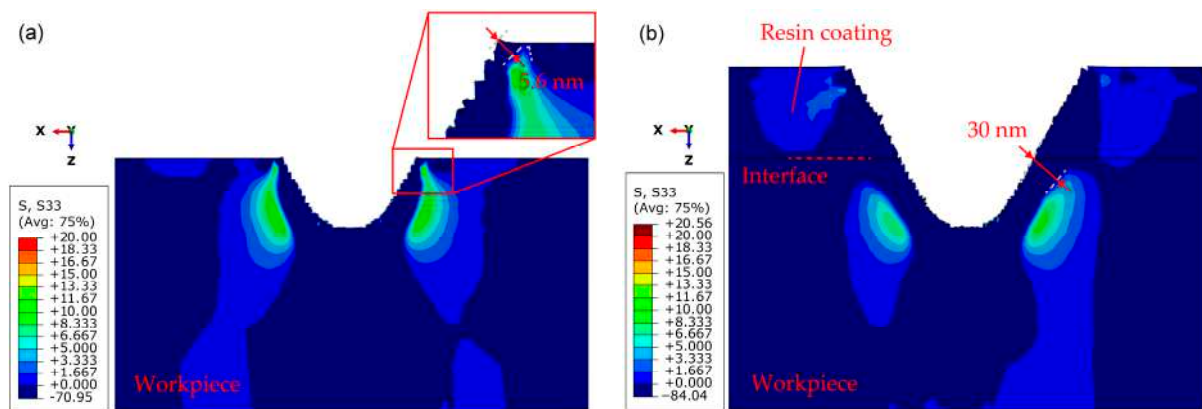 (a)
5.6 nm
X Y
Z
S, S33
(Avg: 75%)
+20.00
+18.33
+16.67
+15.00
+13.33
+11.67
+10.00
+8.333
+6.667
+5.000
+3.333
+1.667
+0.000
-70.95
Workpiece
(b)
Resin coating
X Y
Z
30 nm
Interface
S, S33
(Avg: 75%)
+20.56
+20.00
+18.33
+16.67
+15.00
+13.33
+11.67
+10.00
+8.333
+6.667
+5.000
+3.333
+1.667
+0.000
−84.04
Workpiece